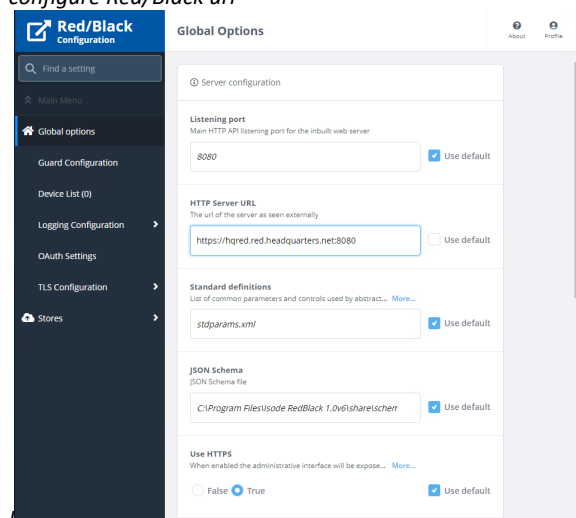 configure Red/Black url
Red/Black
Configuration
Global Options
About
Profile
Find a setting
Main Menu
Global options
Guard Configuration
Device List (0)
Logging Configuration
OAuth Settings
TLS Configuration
Stores
Server configuration
Listening port
Main HTTP API listening port for the inbuilt web server
8080
Use default
HTTP Server URL
The url of the server as seen externally
https://hqred.red.headquarters.net:8080
Use default
Standard definitions
List of common parameters and controls used by abstract... More...
stdparams.xml
Use default
JSON Schema
JSON Schema file
C:\Program Files\Isode RedBlack 1.0v6\share\schem
Use default
Use HTTPS
When enabled the administrative interface will be expose... More...
False
True
Use default